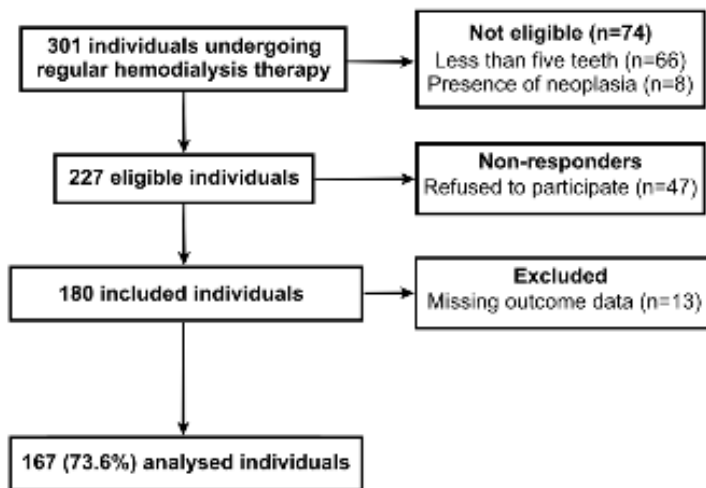 301 individuals undergoing
regular hemodialysis therapy
Not eligible (n=74)
Less than five teeth (n=66)
Presence of neoplasia (n=8)
227 eligible individuals
Non-responders
Refused to participate (n=47)
180 included individuals
Excluded
Missing outcome data (n=13)
167 (73.6%) analysed individuals